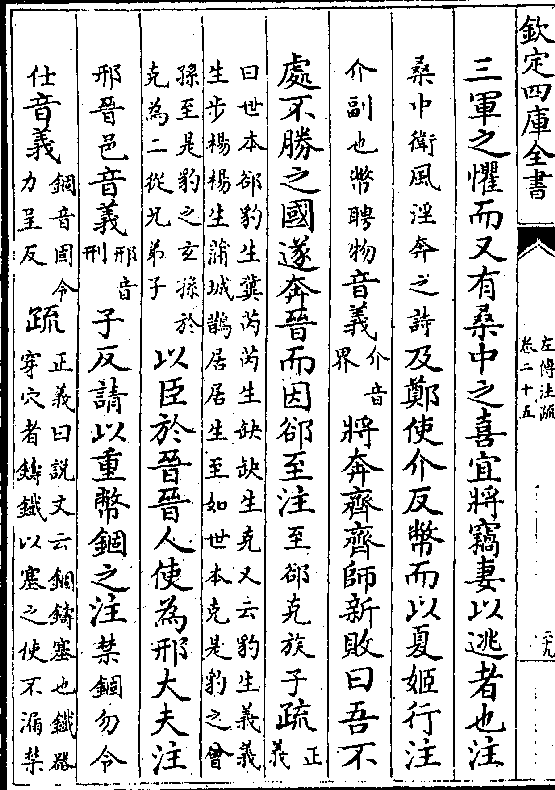 欽定四庫全書
左傳注疏
卷二十五
二九
三軍之懼而又有桑中之喜宜將竊妻以逃者也注
桑中衛風淫奔之詩及鄭使介反幣而以夏姬行注
介副也幣聘物音義介音界將奔齊齊師新敗曰吾不
處不勝之國遂奔晉而因郤至注至郤克族子疏正義
曰世本郤豹生冀芮芮生缺缺生克又云豹生義義
生步楊楊生蒲城鵲居居生至如世本克是豹之曾
孫至是豹之玄孫於
克為二從兄弟子
以臣於晉晉人使為邢大夫注
邢晉邑音義邢音刑子反請以重幣錮之注禁錮勿令
仕音義錮音固令力呈反疏正義曰說文云錮鑄塞也鐵器
穿穴者鑄鐵以塞之使不漏禁